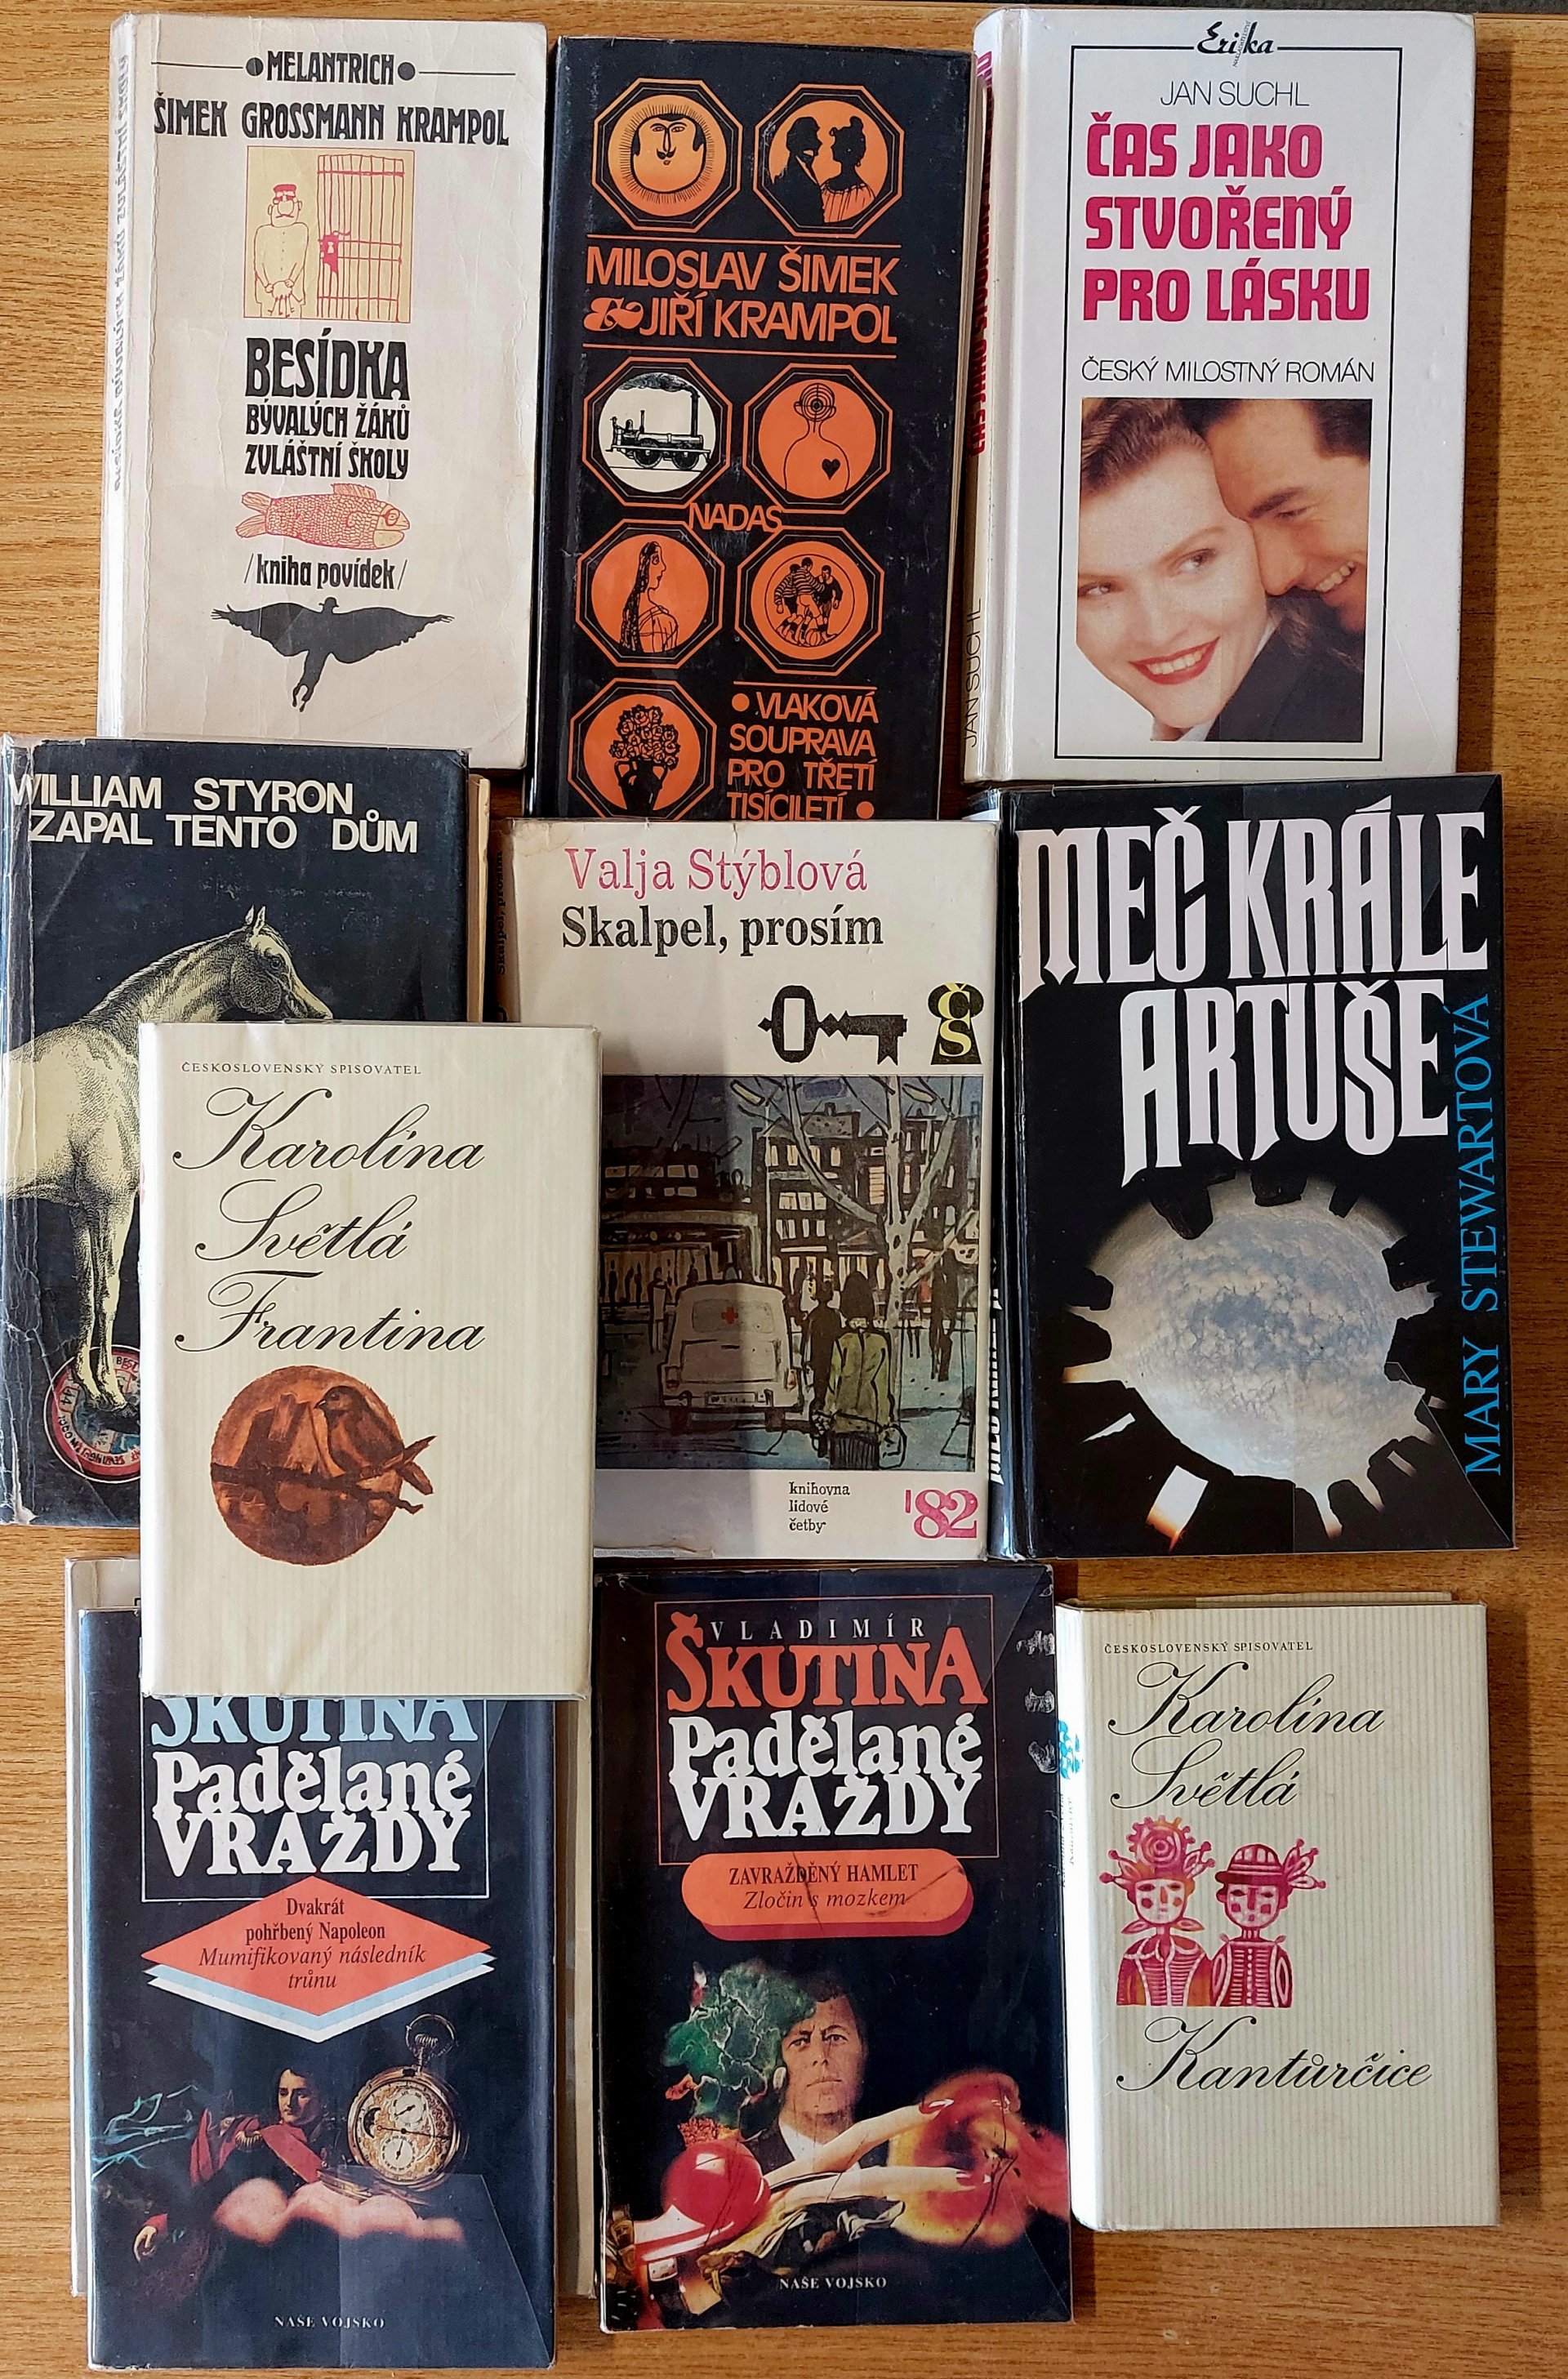 MELANTRICH
ŠIMEK GROSSMANN KRAMPOL
BESÍDKA
BÝVALÝCH ŽÁKŮ
ZVLÁŠTNÍ ŠKOLY
/kniha povídek/
MILOSLAV ŠIMEK
& JIŘÍ KRAMPOL
NADAS
• VLAKOVÁ
SOUPRAVA
PRO TŘETÍ
TISÍCILETÍ •
Erika
JAN SUCHL
ČAS JAKO
STVOŘENÝ
PRO LÁSKU
ČESKÝ MILOSTNÝ ROMÁN
JAN SUCHL
WILLIAM STYRON
ZAPAL TENTO DŮM
Skalpel, prosím
Valja Stýblová
Skalpel, prosím
ČS
knihovna
lidové
četby
'82
MEČ KRÁLE
ARTUŠE
MARY STEWARTOVÁ
ČESKOSLOVENSKÝ SPISOVATEL
Karolína
Světlá
Frantina
ŠKUTINA
Padělané
VRAŽDY
Dvakrát
pohřbený Napoleon
Mumifikovaný následník
trůnu
NAŠE VOJSKO
VLADIMÍR
ŠKUTINA
Padělané
VRAŽDY
ZAVRAŽDĚNÝ HAMLET
Zločin s mozkem
NAŠE VOJSKO
ČESKOSLOVENSKÝ SPISOVATEL
Karolína
Světlá
Kantůrčice